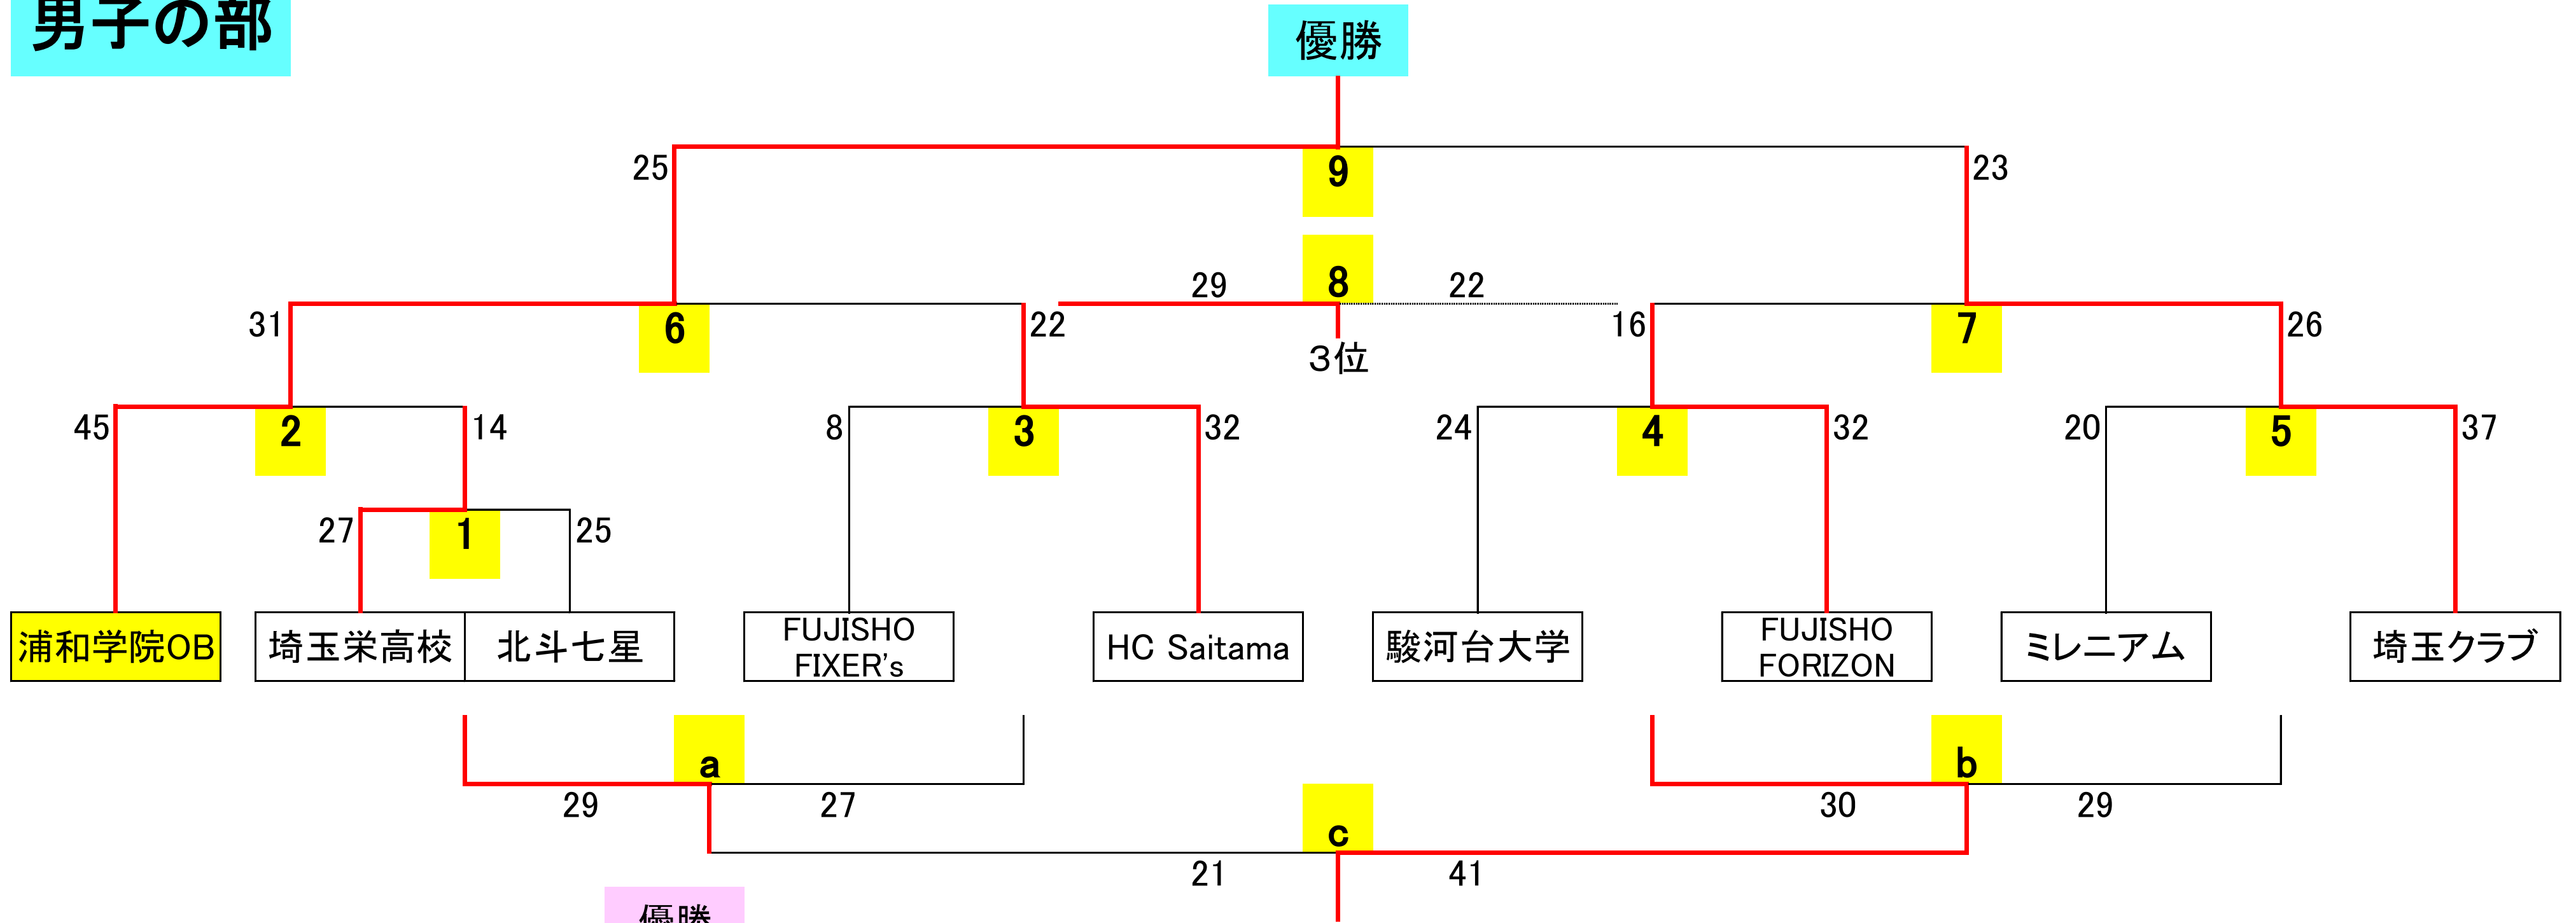 男子の部
優勝
25
9
23
29
8
22
31
6
22
3位
16
7
26
45
2
14
8
3
32
24
4
32
20
5
37
27
1
25
浦和学院OB
埼玉栄高校
北斗七星
FUJISHO
FIXER's
HC Saitama
駿河台大学
FUJISHO
FORIZON
ミレニアム
埼玉クラブ
a
b
29
27
30
29
c
21
41
優勝